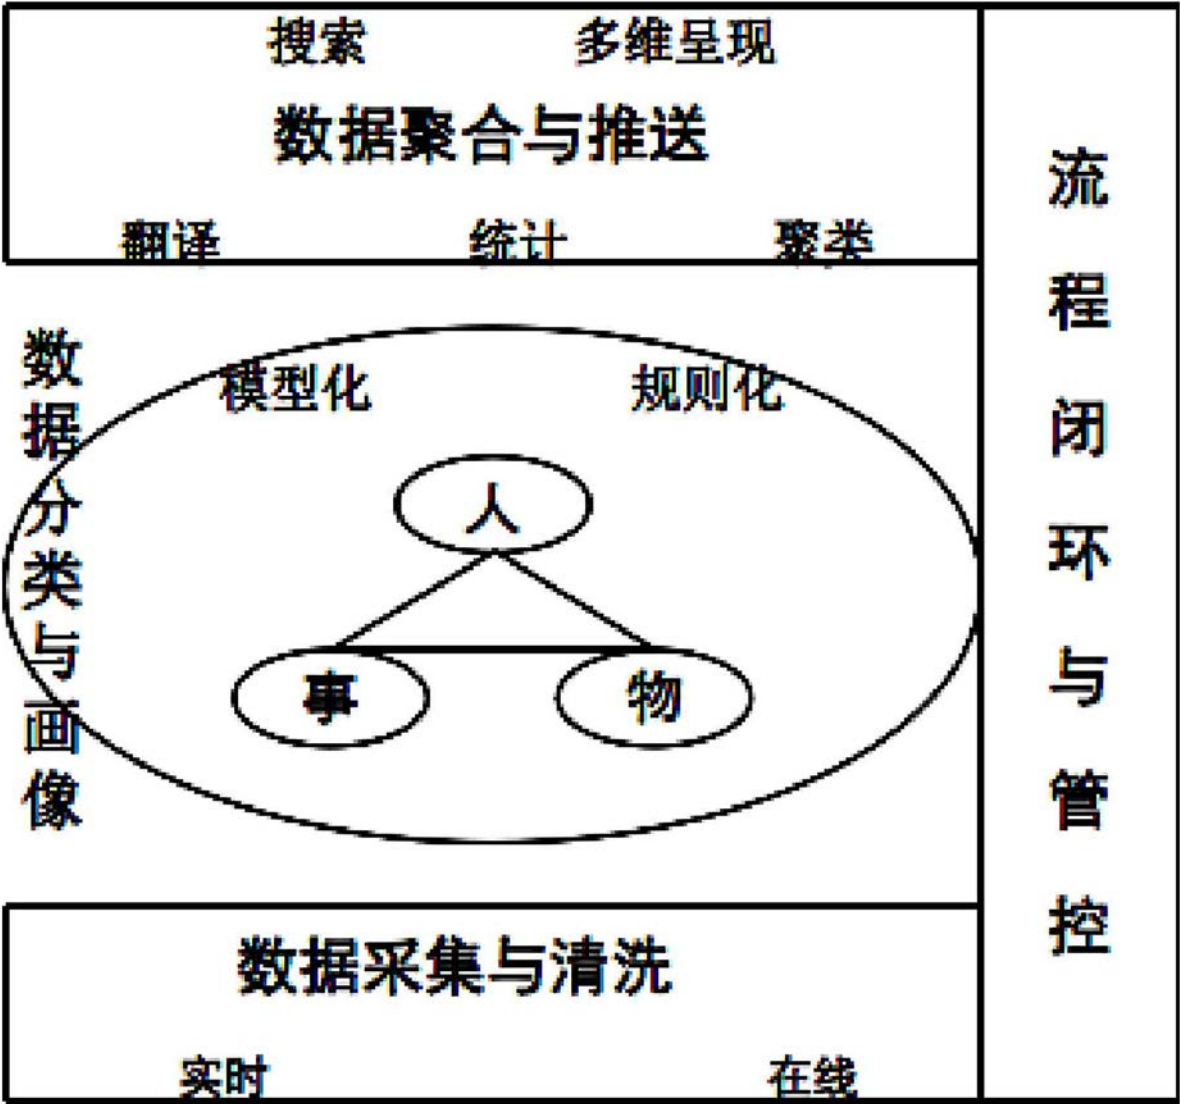 搜索 多维呈现
数据聚合与推送
翻译 统计 聚类
数据分类与画像
模型化 规则化
人
事 物
数据采集与清洗
实时 在线
流程闭环与管控